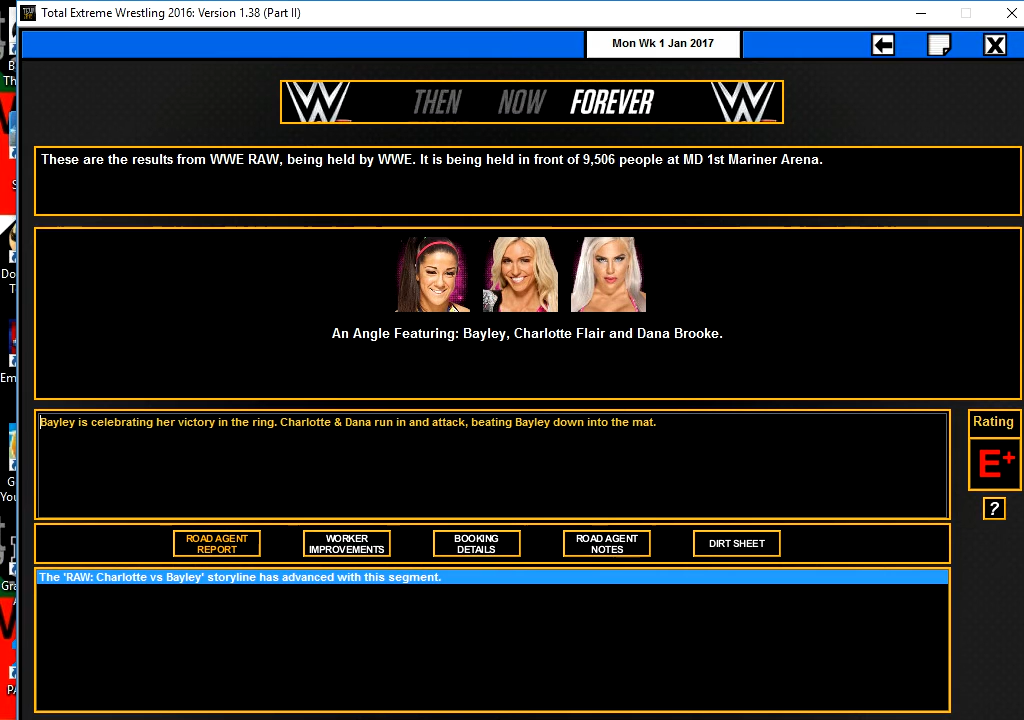 Total Extreme Wrestling 2016: Version 1.38 (Part II)
Mon Wk 1 Jan 2017
THEN NOW FOREVER
These are the results from WWE RAW, being held by WWE. It is being held in front of 9,506 people at MD 1st Mariner Arena.
An Angle Featuring: Bayley, Charlotte Flair and Dana Brooke.
Bayley is celebrating her victory in the ring. Charlotte & Dana run in and attack, beating Bayley down into the mat.
Rating
E+
?
ROAD AGENT
REPORT
WORKER
IMPROVEMENTS
BOOKING
DETAILS
ROAD AGENT
NOTES
DIRT SHEET
The 'RAW: Charlotte vs Bayley' storyline has advanced with this segment.